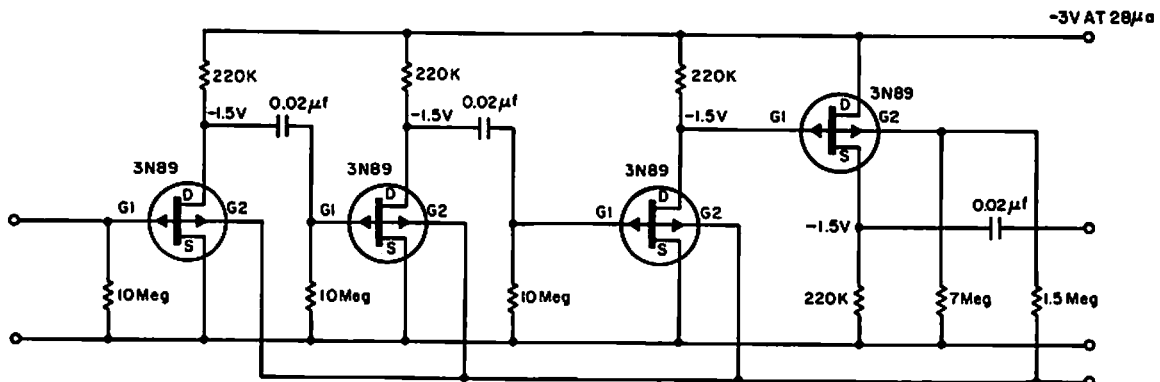 -3V AT 28μa
220K
220K
220K
3N89
0.02μf
0.02μf
D
G1
G2
S
-1.5V
-1.5V
-1.5V
3N89
3N89
3N89
D
G1
G2
S
D
G1
G2
S
D
G1
G2
S
0.02μf
-1.5V
10Meg
10Meg
10Meg
220K
7Meg
1.5Meg